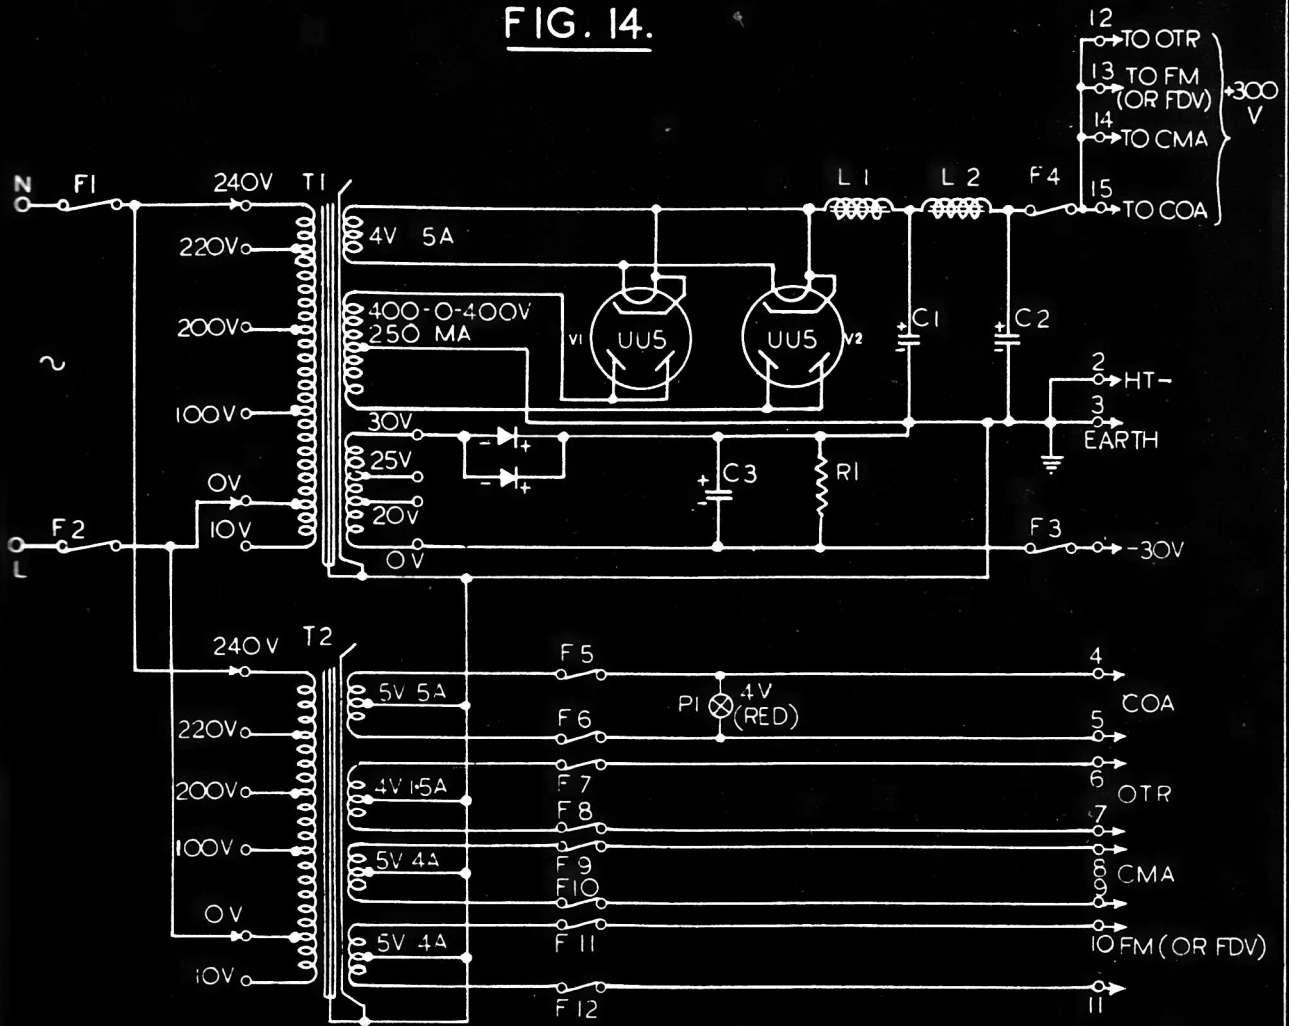 FIG. 14.
12
TO OTR
13
TO FM
(OR FDV)
+300
V
14
TO CMA
15
TO COA
N
F1
240V
T1
L 1
L 2
F4
220V
4V 5A
200V
400-0-400V
250 MA
V1
UU5
UU5
V2
+
-
C1
+
-
C2
~
100V
2
HT-
3
EARTH
30V
- +
25V
- +
+
-
C3
R1
0V
20V
F2
10V
0V
F3
-30V
L
T2
240V
F5
4
5V 5A
P1
4V
(RED)
COA
220V
F6
5
200V
4V 1·5A
F7
6
OTR
F8
7
100V
5V 4A
F9
8
CMA
F10
9
0V
5V 4A
F11
10
FM (OR FDV)
10V
F12
11